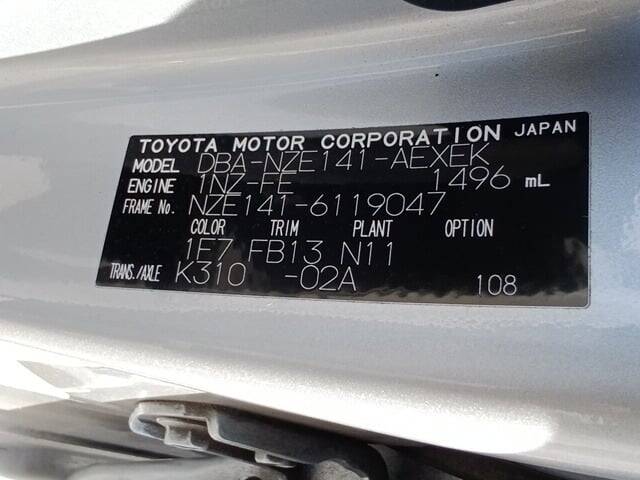 TOYOTA MOTOR CORPORATION JAPAN
MODEL DBA-NZE141-AEXEK
ENGINE 1NZ-FE 1496 mL
FRAME No. NZE141-6119047
COLOR TRIM PLANT OPTION
1E7 FB13 N11
TRANS./AXLE K310 -02A 108